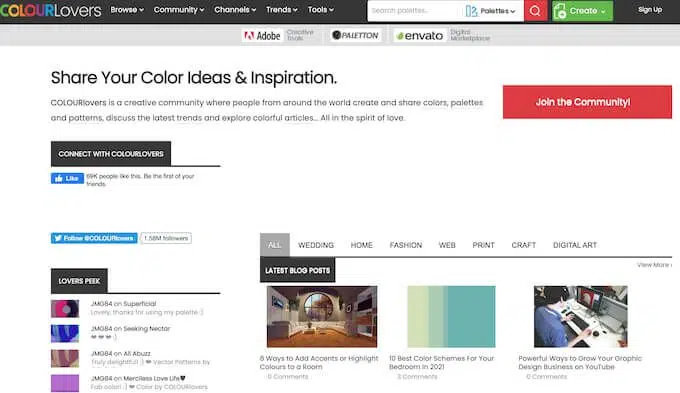 COLOURLovers
Browse Community Channels Trends Tools Search palettes... Palettes Create Sign Up
Adobe Creative Tools PALETTON envato Digital Marketplace
Share Your Color Ideas & Inspiration.
COLOURlovers is a creative community where people from around the world create and share colors, palettes
and patterns, discuss the latest trends and explore colorful articles... All in the spirit of love.
Join the Community!
CONNECT WITH COLOURLOVERS
Like 69K people like this. Be the first of your
friends.
Follow @COLOURlovers 1.58M followers
ALL WEDDING HOME FASHION WEB PRINT CRAFT DIGITAL ART
LATEST BLOG POSTS View More ›
LOVERS PEEK
JMG84 on Superficial
Lovely, thanks for using my palette :)
JMG84 on Seeking Nectar
❤ ❤ ❤ :)
JMG84 on All Abuzz
Truly delightful! :) ❤ Vector Patterns by
JMG84 on Merciless Love Life🖤
Fab color! :) ❤ Color by COLOURlovers
8 Ways to Add Accents or Highlight
Colours to a Room
0 Comments
10 Best Color Schemes For Your
Bedroom In 2021
3 Comments
Powerful Ways to Grow Your Graphic
Design Business on YouTube
0 Comments